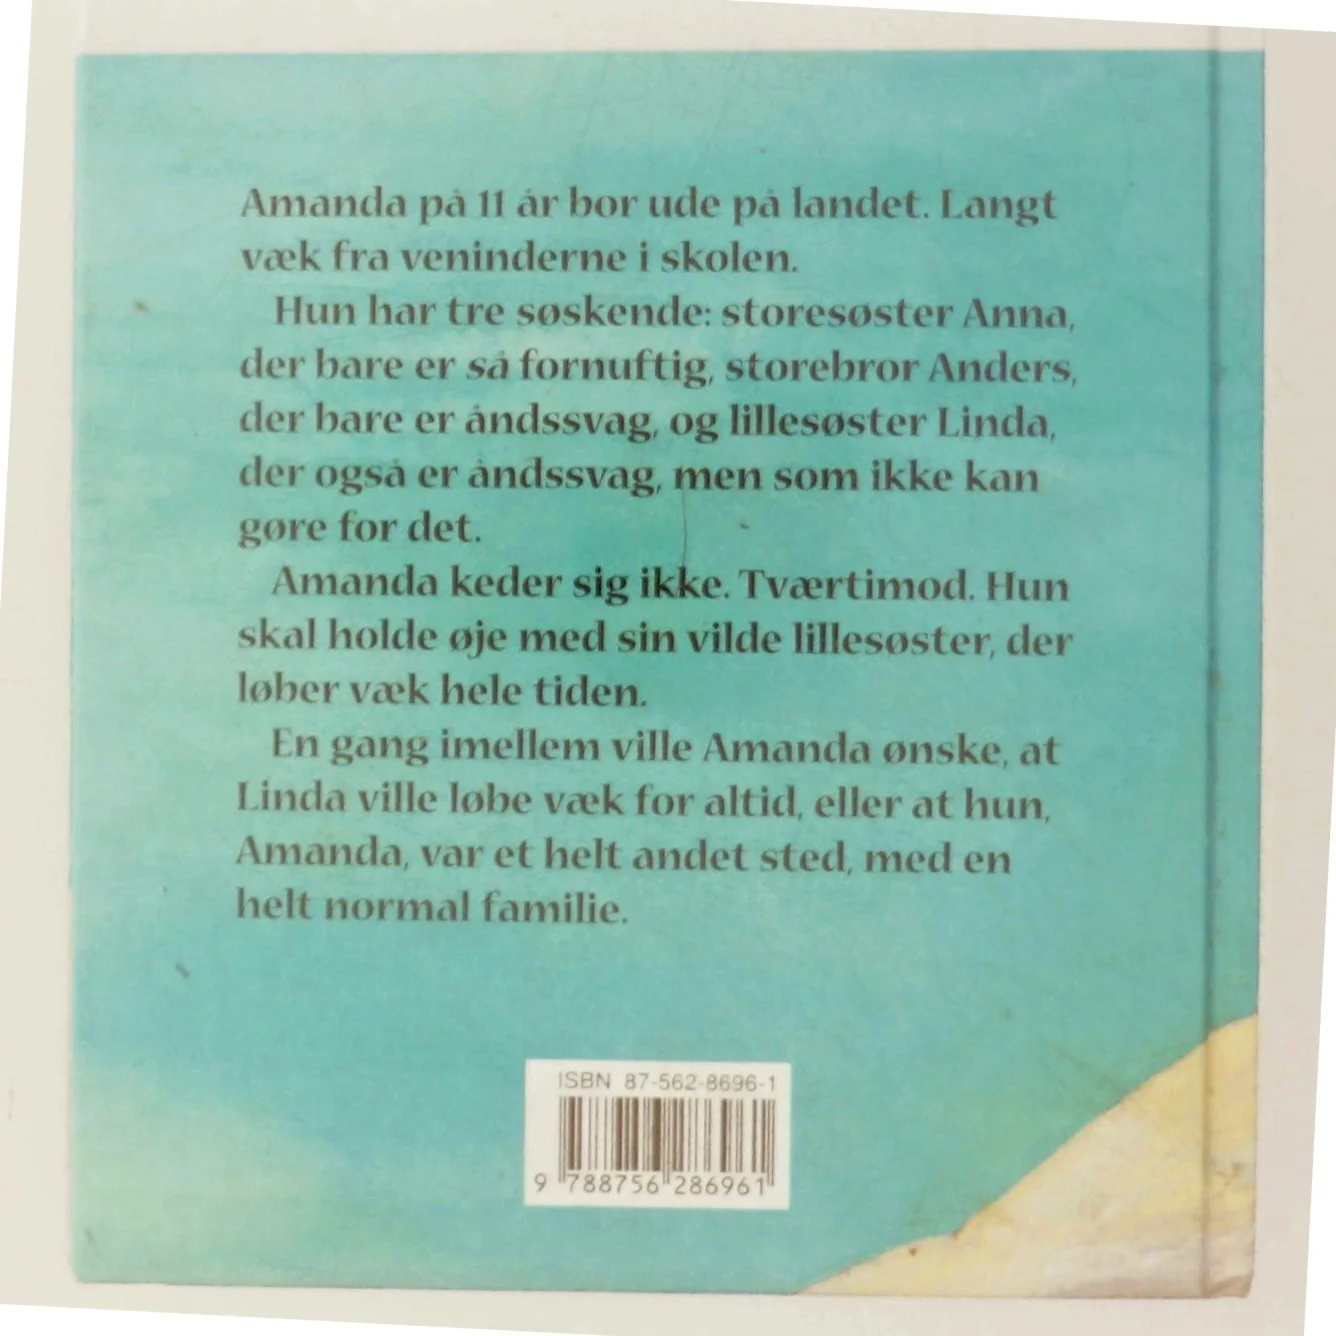 Amanda på 11 år bor ude på landet. Langt
væk fra veninderne i skolen.
Hun har tre søskende: storesøster Anna,
der bare er så fornuftig, storebror Anders,
der bare er åndssvag, og lillesøster Linda,
der også er åndssvag, men som ikke kan
gøre for det.
Amanda keder sig ikke. Tværtimod. Hun
skal holde øje med sin vilde lillesøster, der
løber væk hele tiden.
En gang imellem ville Amanda ønske, at
Linda ville løbe væk for altid, eller at hun,
Amanda, var et helt andet sted, med en
helt normal familie.
ISBN 87-562-8696-1
9 788756 286961